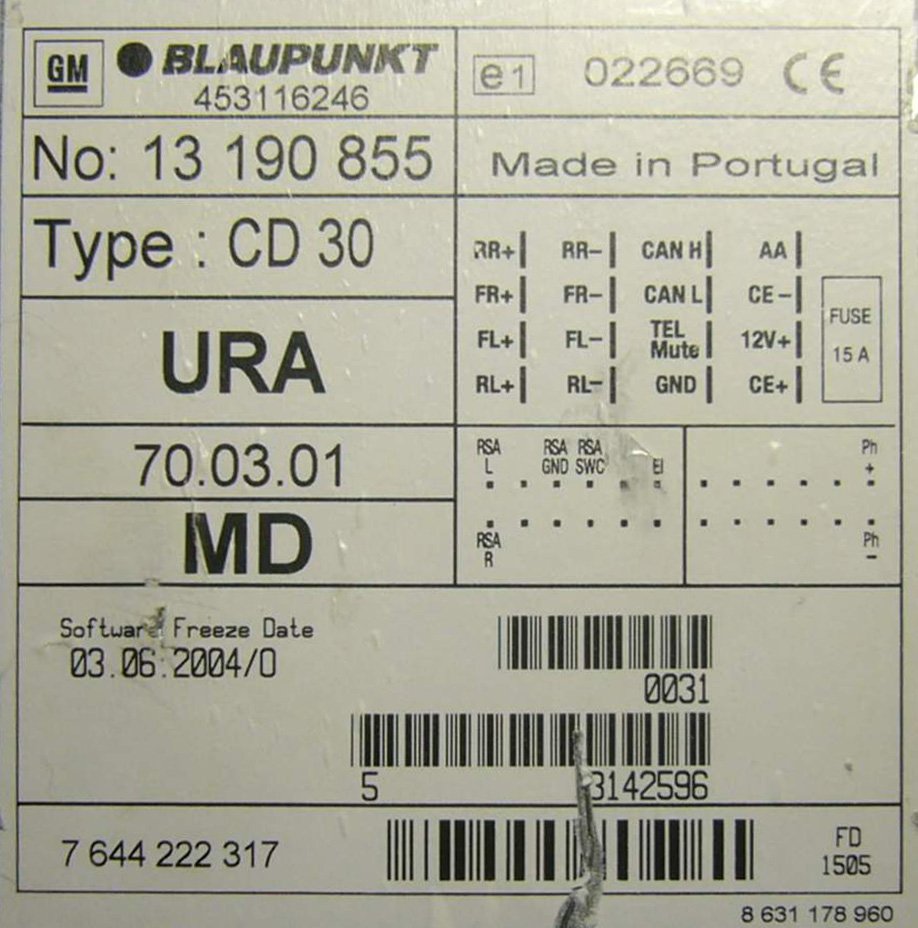 GM BLAUPUNKT
453116246
e1 022669 CE
No: 13 190 855
Made in Portugal
Type : CD 30
URA
70.03.01
MD
RR+ RR- CAN H AA
FR+ FR- CAN L CE-
FL+ FL- TEL Mute 12V+
RL+ RL- GND CE+
FUSE
15 A
RSA L RSA GND RSA SWC EI
RSA R
Ph +
Ph -
Software Freeze Date
03.06.2004/0
0031
5 3142596
7 644 222 317
FD
1505
8 631 178 960